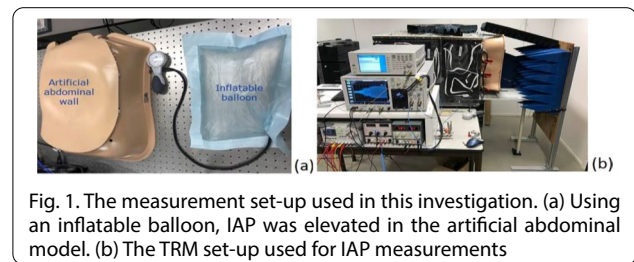 Artificial
abdominal
wall
Inflatable
balloon
(a)
(b)
Fig. 1. The measurement set-up used in this investigation. (a) Using
an inflatable balloon, IAP was elevated in the artificial abdominal
model. (b) The TRM set-up used for IAP measurements